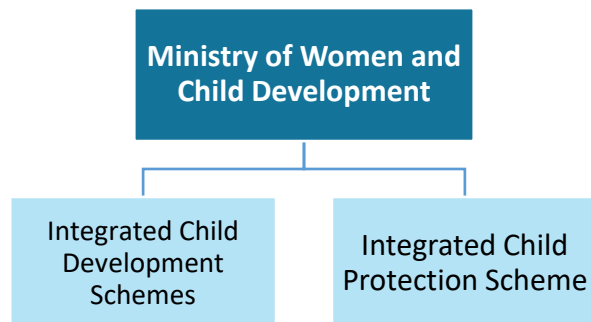 Ministry of Women and
Child Development
Integrated Child
Development
Schemes
Integrated Child
Protection Scheme